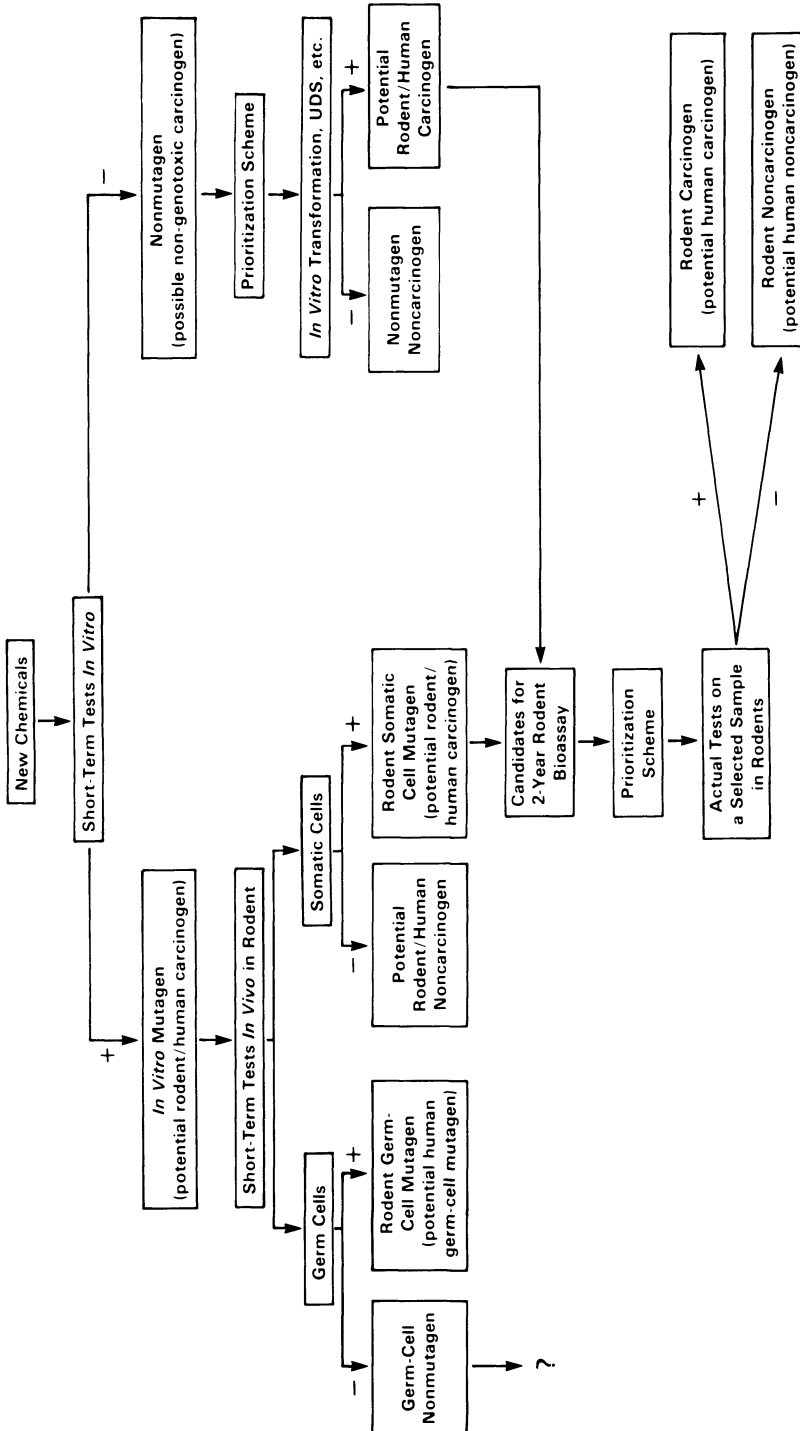 New Chemicals
Short-Term Tests In Vitro
+
−
In Vitro Mutagen
(potential rodent/human carcinogen)
Nonmutagen
(possible non-genotoxic carcinogen)
Short-Term Tests In Vivo in Rodent
Prioritization Scheme
Germ Cells
Somatic Cells
In Vitro Transformation, UDS, etc.
−
+
−
+
−
+
Germ-Cell
Nonmutagen
Rodent Germ-
Cell Mutagen
(potential human
germ-cell mutagen)
Potential
Rodent/Human
Noncarcinogen
Rodent Somatic
Cell Mutagen
(potential rodent/
human carcinogen)
Nonmutagen
Noncarcinogen
Potential
Rodent/Human
Carcinogen
?
Candidates for
2-Year Rodent
Bioassay
Prioritization
Scheme
Actual Tests on
a Selected Sample
in Rodents
+
−
Rodent Carcinogen
(potential human carcinogen)
Rodent Noncarcinogen
(potential human noncarcinogen)